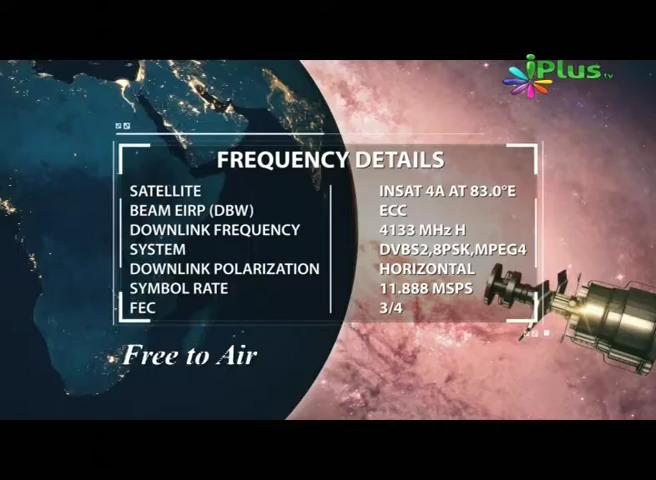 iPlus tv
FREQUENCY DETAILS
SATELLITE INSAT 4A AT 83.0°E
BEAM EIRP (DBW) ECC
DOWNLINK FREQUENCY 4133 MHz H
SYSTEM DVBS2,8PSK,MPEG4
DOWNLINK POLARIZATION HORIZONTAL
SYMBOL RATE 11.888 MSPS
FEC 3/4
Free to Air